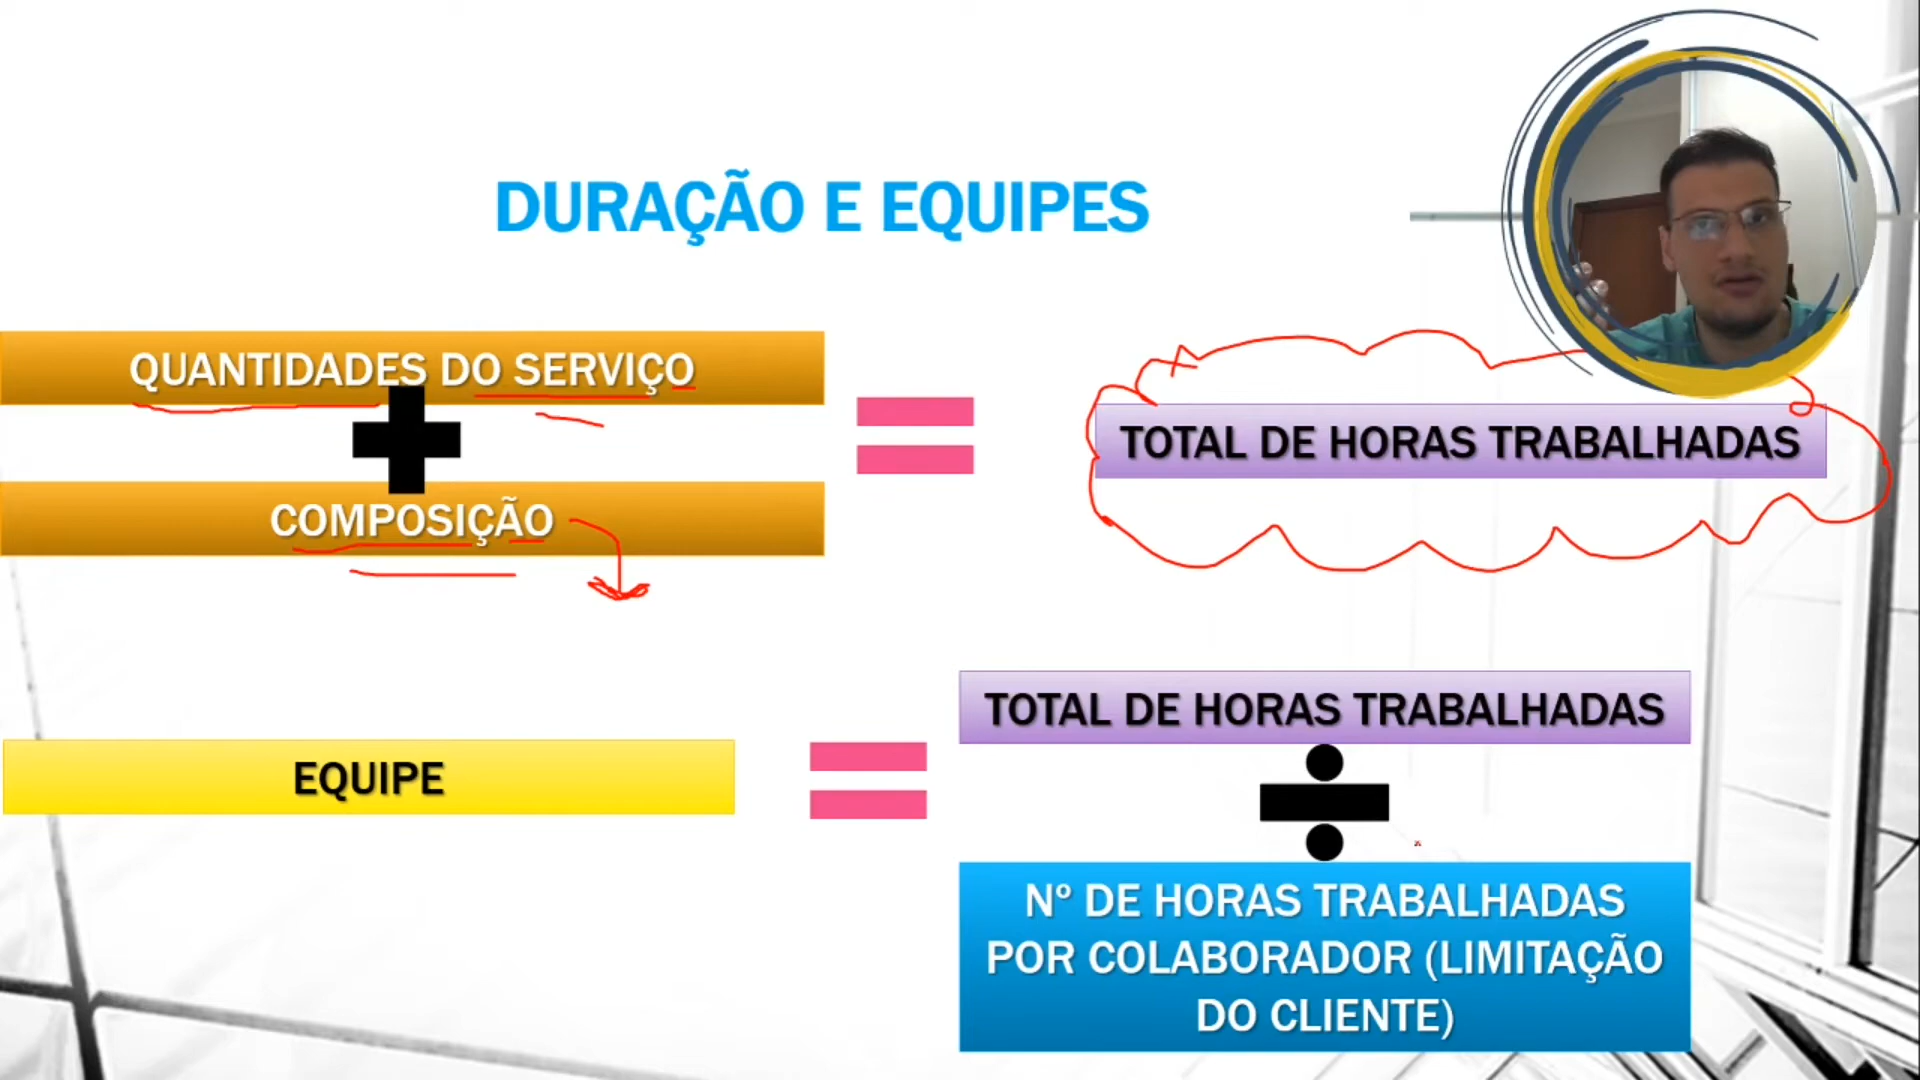 DURAÇÃO E EQUIPES
QUANTIDADES DO SERVIÇO
COMPOSIÇÃO
TOTAL DE HORAS TRABALHADAS
EQUIPE
TOTAL DE HORAS TRABALHADAS
Nº DE HORAS TRABALHADAS
POR COLABORADOR (LIMITAÇÃO
DO CLIENTE)